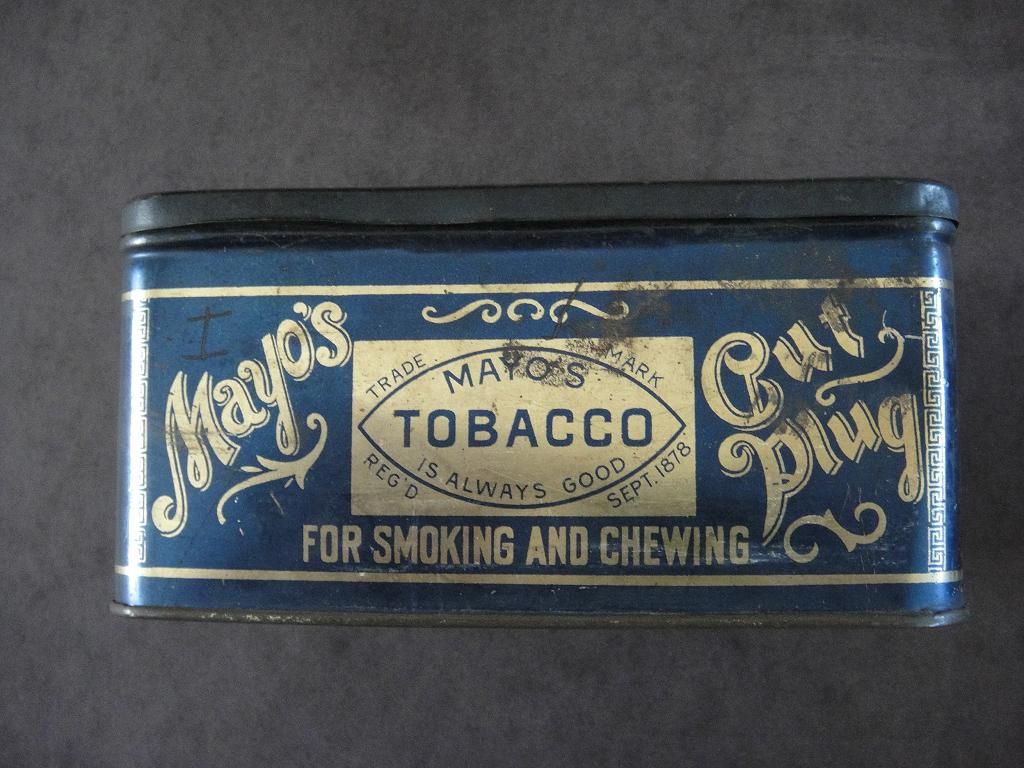 Mayo's
Cut
Plug
TRADE MARK
MAYO'S
TOBACCO
IS ALWAYS GOOD
REG'D SEPT. 1878
FOR SMOKING AND CHEWING